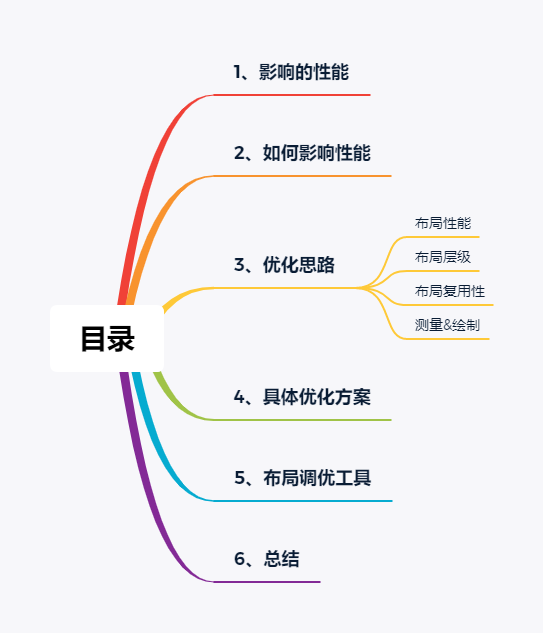 目录
1、影响的性能
2、如何影响性能
3、优化思路
布局性能
布局层级
布局复用性
测量&绘制
4、具体优化方案
5、布局调优工具
6、总结